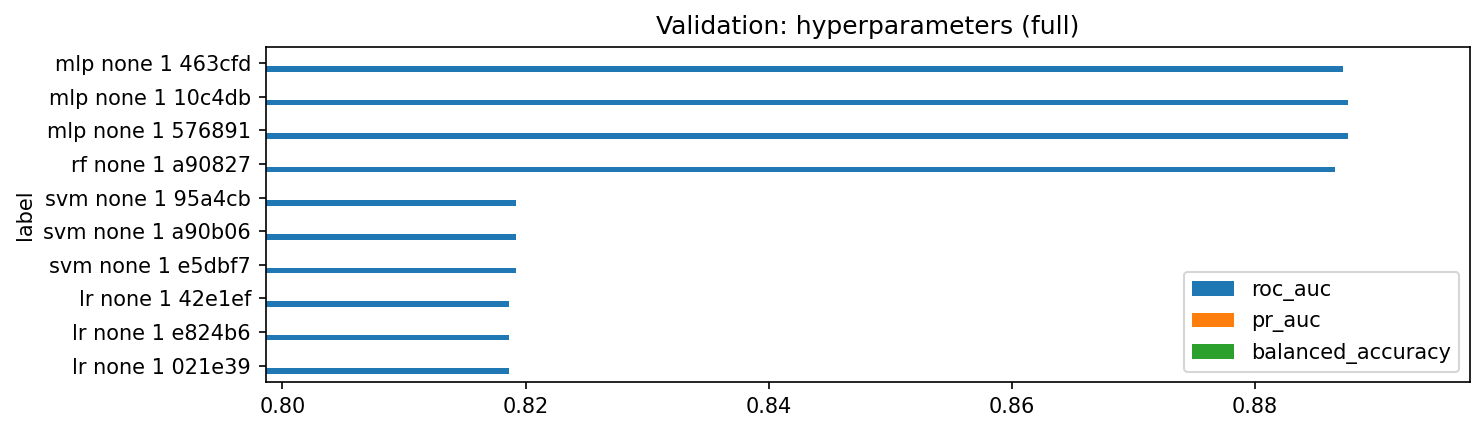 Validation: hyperparameters (full)
label
mlp none 1 463cfd
mlp none 1 10c4db
mlp none 1 576891
rf none 1 a90827
svm none 1 95a4cb
svm none 1 a90b06
svm none 1 e5dbf7
lr none 1 42e1ef
lr none 1 e824b6
lr none 1 021e39
roc_auc
pr_auc
balanced_accuracy
0.80 0.82 0.84 0.86 0.88